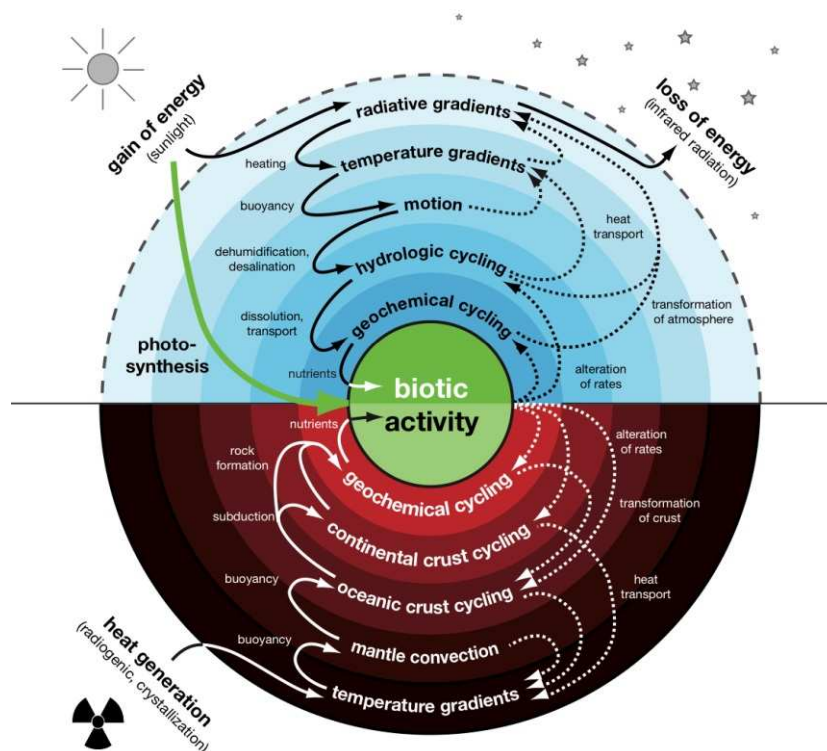 gain of energy
(sunlight)
loss of energy
(infrared radiation)
radiative gradients
heating
temperature gradients
buoyancy
motion
heat
transport
dehumidification,
desalination
hydrologic cycling
dissolution,
transport
geochemical cycling
transformation
of atmosphere
photo-
synthesis
nutrients
alteration
of rates
biotic
activity
nutrients
alteration
of rates
rock
formation
geochemical cycling
subduction
transformation
of crust
continental crust cycling
buoyancy
oceanic crust cycling
heat
transport
buoyancy
mantle convection
temperature gradients
heat generation
(radiogenic, crystallization)